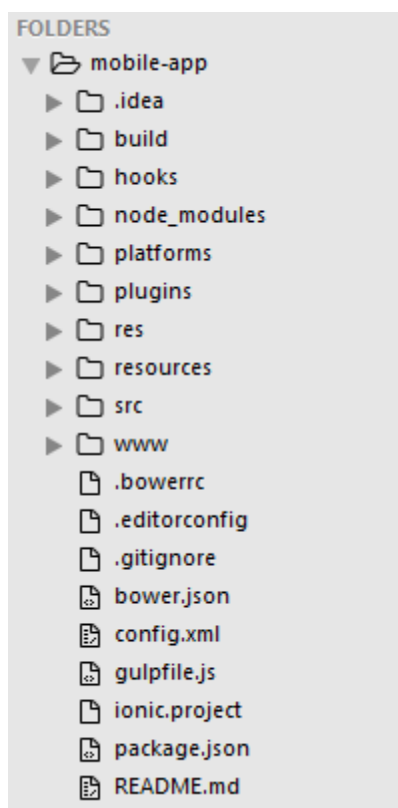 FOLDERS
mobile-app
.idea
build
hooks
node_modules
platforms
plugins
res
resources
src
www
.bowerrc
.editorconfig
.gitignore
bower.json
config.xml
gulpfile.js
ionic.project
package.json
README.md